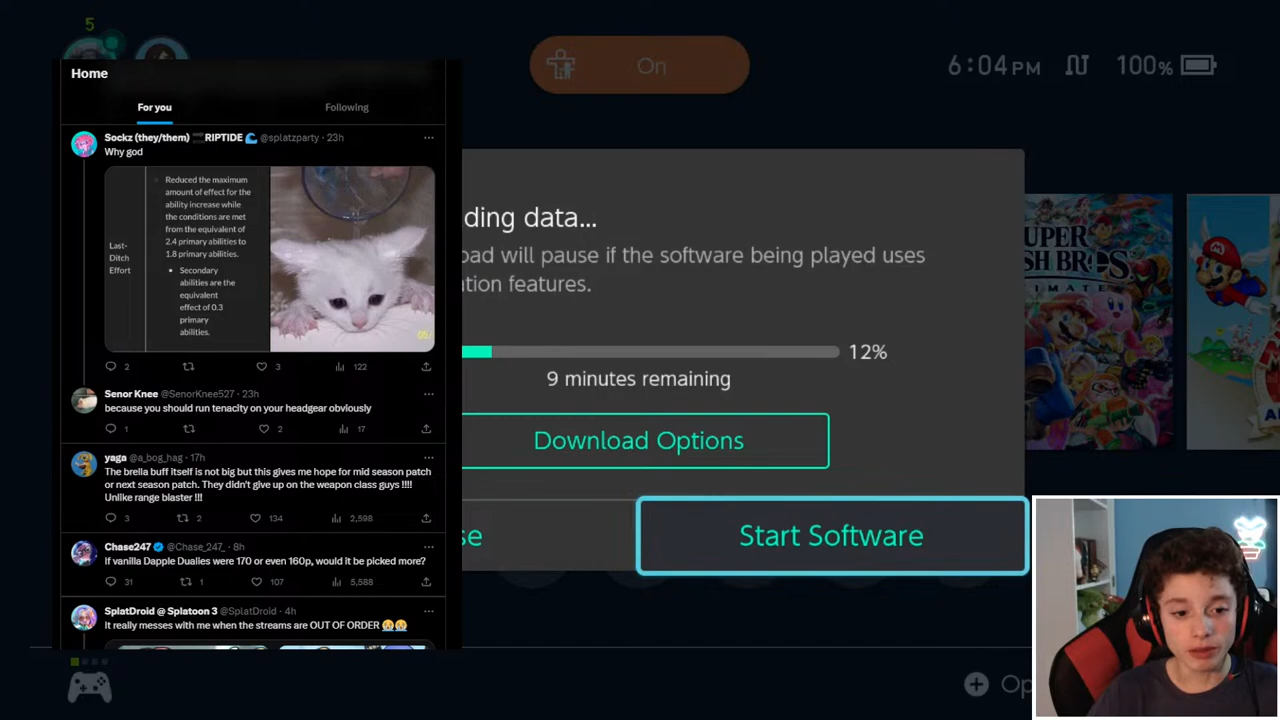 5
On
6:04PM
100%
Home
For you
Following
Sockz (they/them) RIPTIDE @splatzparty · 23h
Why god
Reduced the maximum
amount of effect for the
ability increase while
the conditions are met
from the equivalent of
2.4 primary abilities to
1.8 primary abilities.
Last-
Ditch
Effort
Secondary
abilities are the
equivalent
effect of 0.3
primary
abilities.
2
3
122
Senor Knee @SenorKnee527 · 23h
because you should run tenacity on your headgear obviously
1
2
17
yaga @a_bog_hag · 17h
The brella buff itself is not big but this gives me hope for mid season patch
or next season patch. They didn't give up on the weapon class guys !!!!
Unlike range blaster !!!
3
2
134
2,598
Chase247 @Chase_247_ · 8h
If vanilla Dapple Dualies were 170 or even 160p, would it be picked more?
31
1
107
5,588
SplatDroid @ Splatoon 3 @SplatDroid · 4h
It really messes with me when the streams are OUT OF ORDER 😭😭
ding data...
oad will pause if the software being played uses
tion features.
12%
9 minutes remaining
Download Options
se
Start Software
SUPER
SH BROS.
IMATE
Op